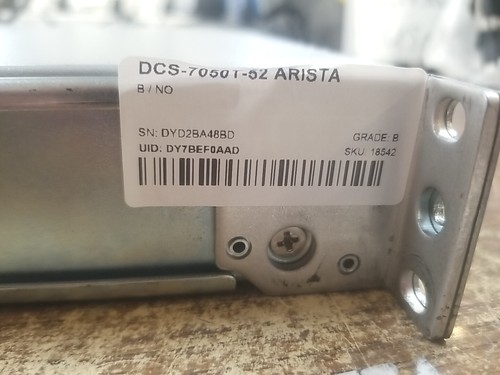 DCS-7050T-52 ARISTA
B / NO
SN: DYD2BA48BD
GRADE: B
UID: DY7BEF0AAD
SKU: 16542